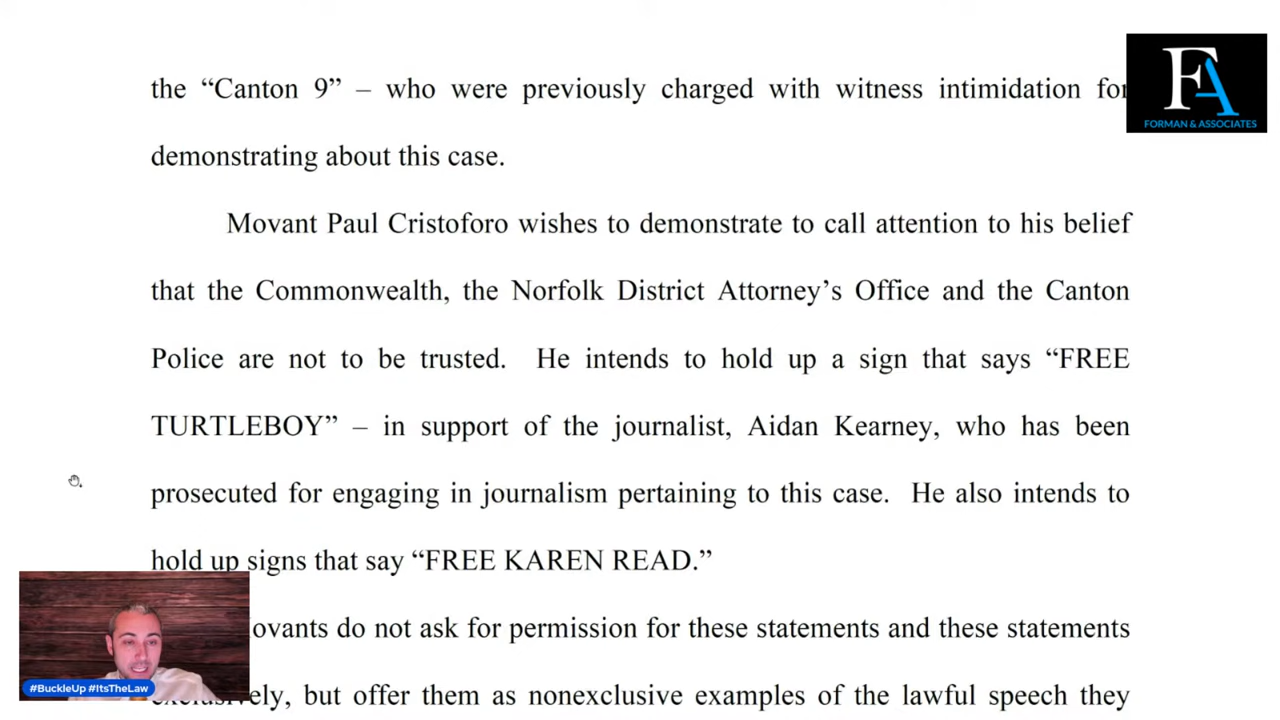 the “Canton 9” – who were previously charged with witness intimidation for
demonstrating about this case.
FA
FORMAN & ASSOCIATES
Movant Paul Cristoforo wishes to demonstrate to call attention to his belief
that the Commonwealth, the Norfolk District Attorney’s Office and the Canton
Police are not to be trusted. He intends to hold up a sign that says “FREE
TURTLEBOY” – in support of the journalist, Aidan Kearney, who has been
prosecuted for engaging in journalism pertaining to this case. He also intends to
hold up signs that say “FREE KAREN READ.”
ovants do not ask for permission for these statements and these statements
but offer them as nonexclusive examples of the lawful speech they
#BuckleUp #ItsTheLaw